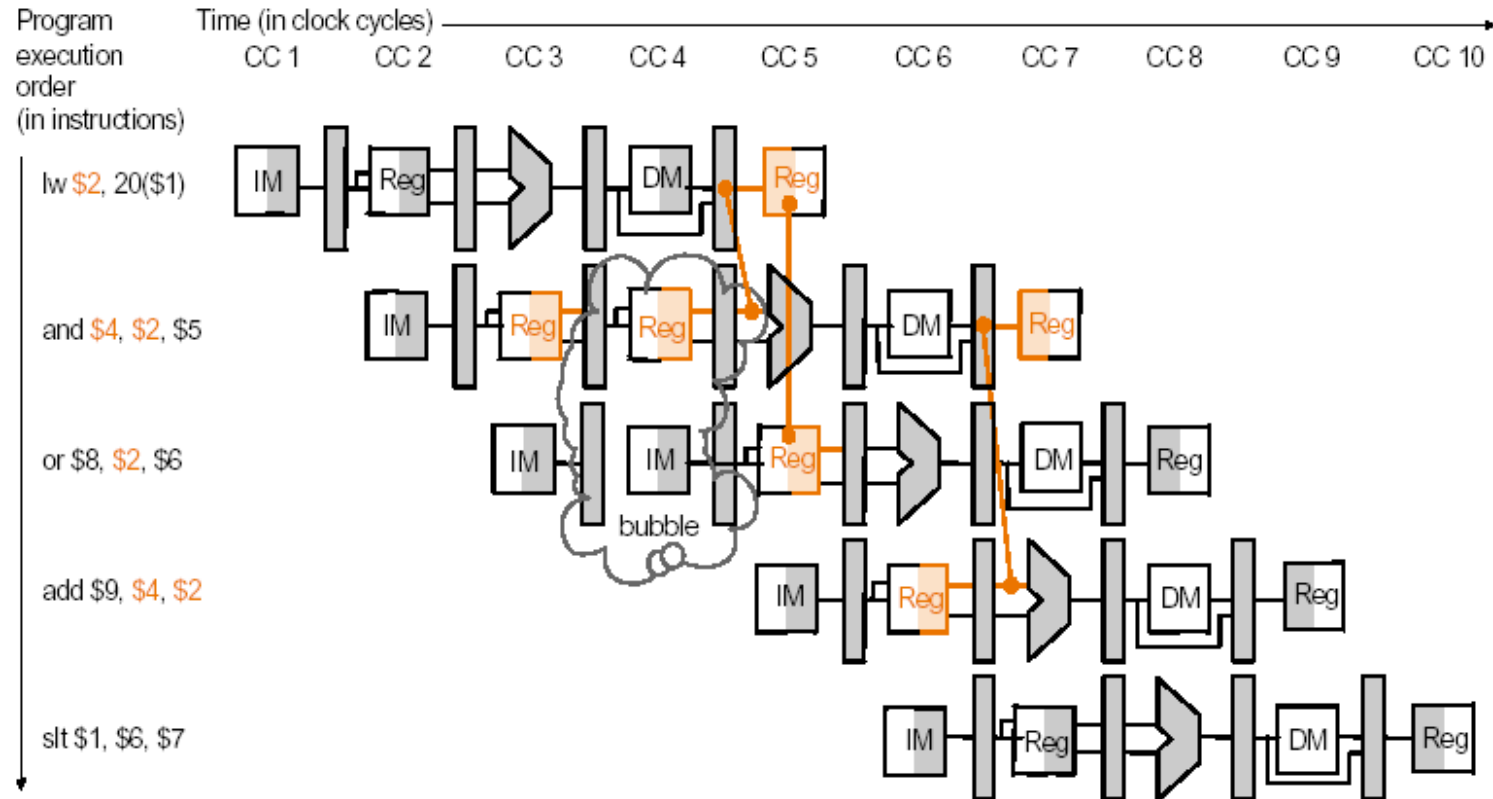 Program
execution
order
(in instructions)
Time (in clock cycles)
CC 1 CC 2 CC 3 CC 4 CC 5 CC 6 CC 7 CC 8 CC 9 CC 10
lw $2, 20($1)
IM Reg DM Reg
and $4, $2, $5
IM Reg Reg DM Reg
or $8, $2, $6
IM IM Reg DM Reg
bubble
add $9, $4, $2
IM Reg DM Reg
slt $1, $6, $7
IM Reg DM Reg